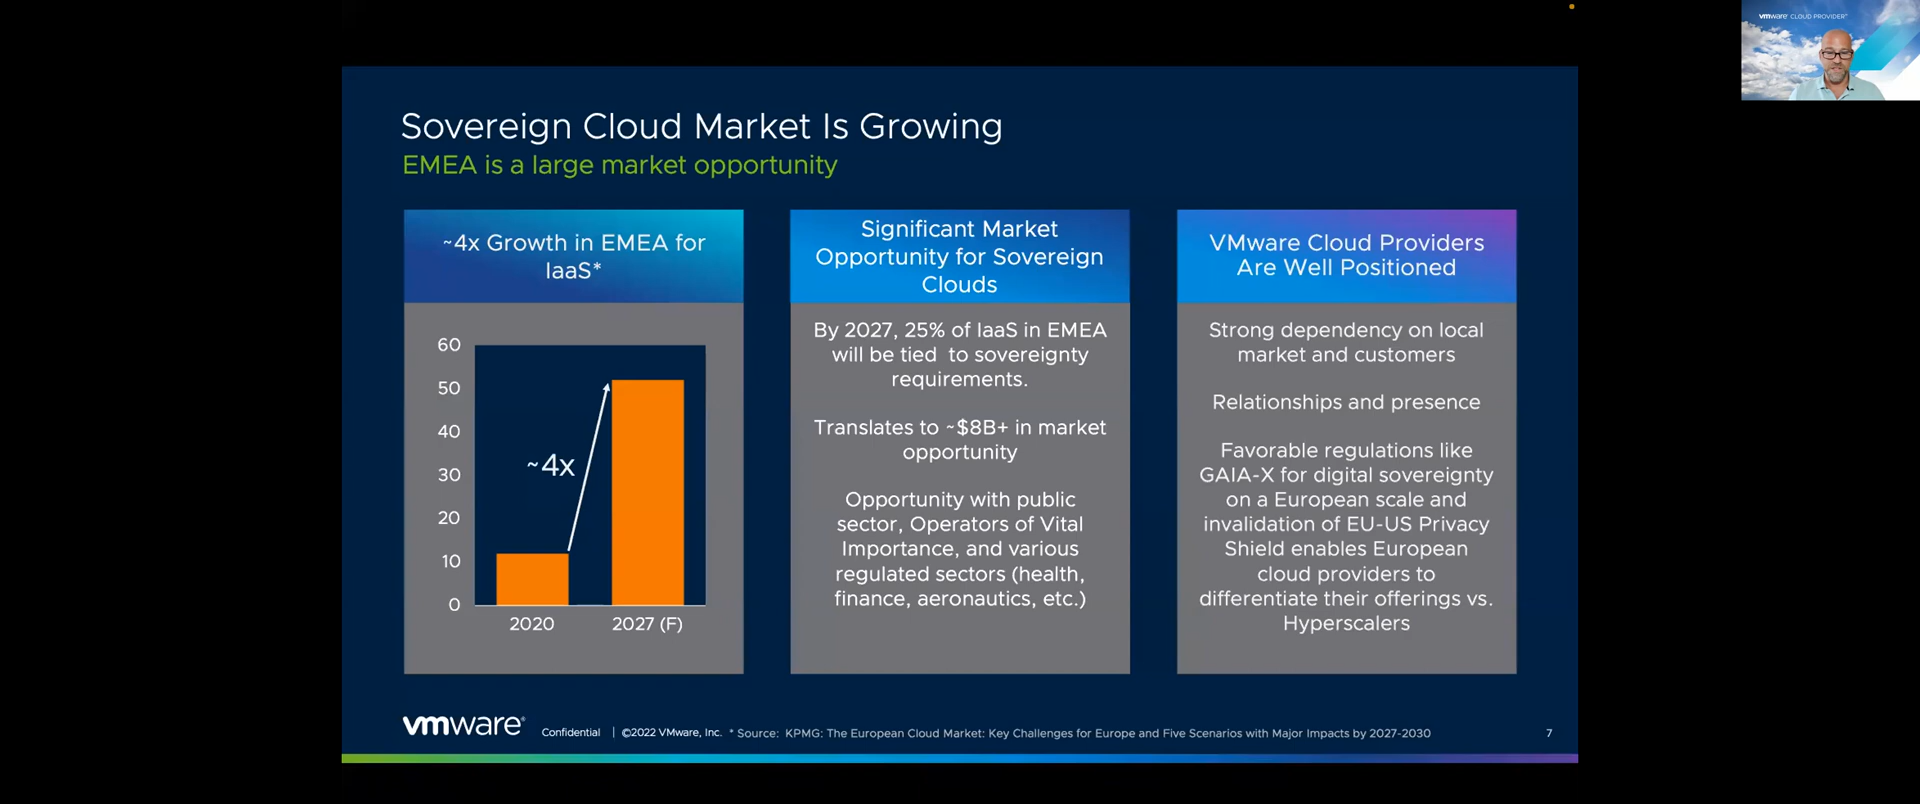 vmware CLOUD PROVIDER®
Sovereign Cloud Market Is Growing
EMEA is a large market opportunity
~4x Growth in EMEA for
IaaS*
60
50
40
30
20
10
0
~4x
2020
2027 (F)
Significant Market
Opportunity for Sovereign
Clouds
By 2027, 25% of IaaS in EMEA
will be tied to sovereignty
requirements.
Translates to ~$8B+ in market
opportunity
Opportunity with public
sector, Operators of Vital
Importance, and various
regulated sectors (health,
finance, aeronautics, etc.)
VMware Cloud Providers
Are Well Positioned
Strong dependency on local
market and customers
Relationships and presence
Favorable regulations like
GAIA-X for digital sovereignty
on a European scale and
invalidation of EU-US Privacy
Shield enables European
cloud providers to
differentiate their offerings vs.
Hyperscalers
vmware®
Confidential | ©2022 VMware, Inc. * Source: KPMG: The European Cloud Market: Key Challenges for Europe and Five Scenarios with Major Impacts by 2027-2030
7